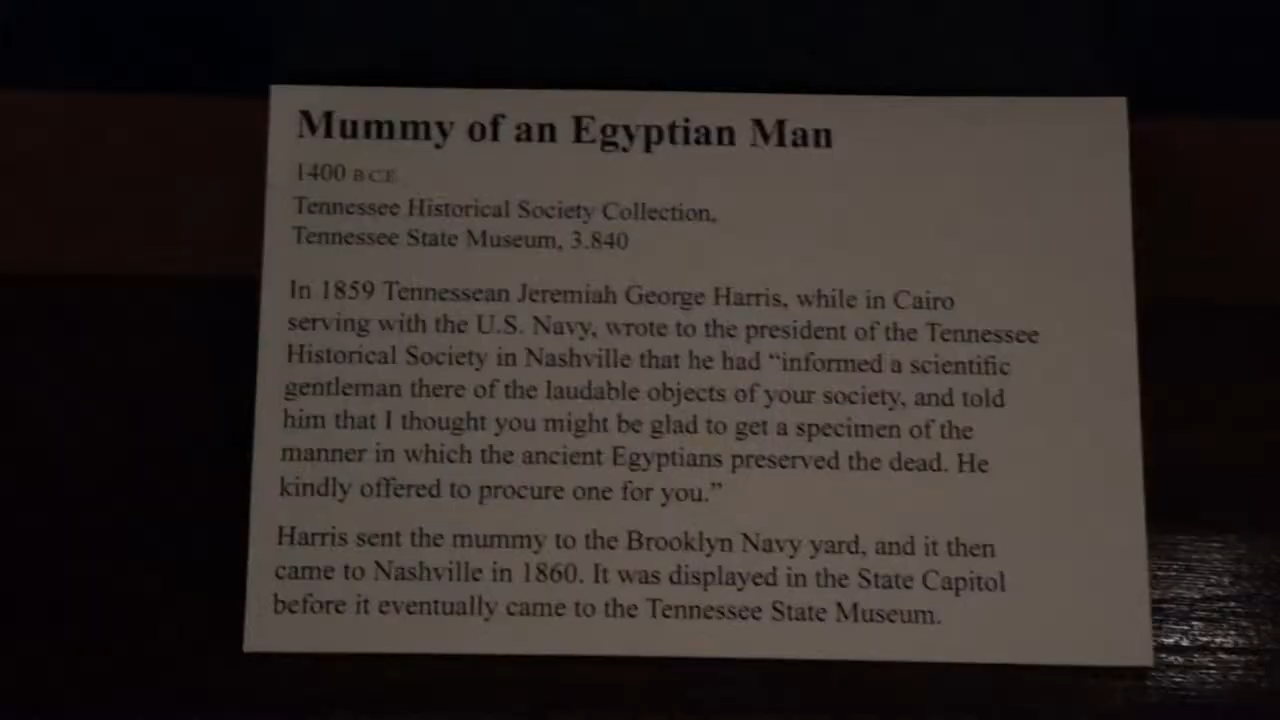 Mummy of an Egyptian Man
1400 BCE
Tennessee Historical Society Collection,
Tennessee State Museum, 3.840
In 1859 Tennessean Jeremiah George Harris, while in Cairo
serving with the U.S. Navy, wrote to the president of the Tennessee
Historical Society in Nashville that he had “informed a scientific
gentleman there of the laudable objects of your society, and told
him that I thought you might be glad to get a specimen of the
manner in which the ancient Egyptians preserved the dead. He
kindly offered to procure one for you.”
Harris sent the mummy to the Brooklyn Navy yard, and it then
came to Nashville in 1860. It was displayed in the State Capitol
before it eventually came to the Tennessee State Museum.